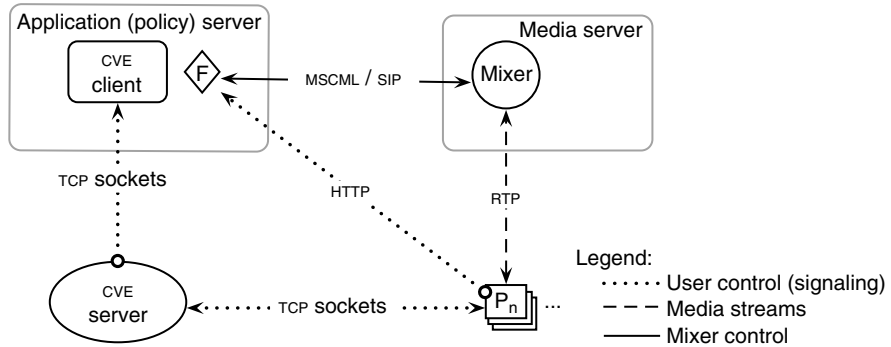 Application (policy) server
Media server
CVE
client
F
MSCML / SIP
Mixer
TCP sockets
HTTP
RTP
Legend:
User control (signaling)
Media streams
Mixer control
CVE
server
TCP sockets
Pn
...